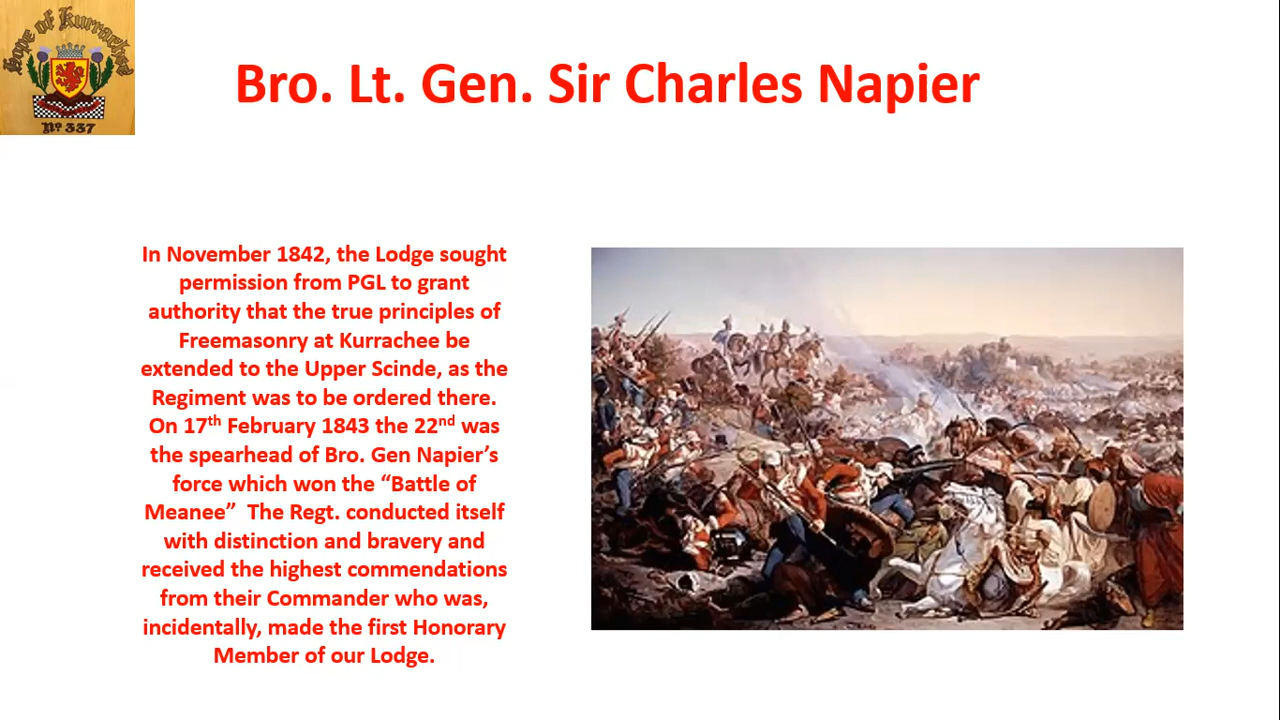 Hope of Kurrachee
No 337
Bro. Lt. Gen. Sir Charles Napier
In November 1842, the Lodge sought
permission from PGL to grant
authority that the true principles of
Freemasonry at Kurrachee be
extended to the Upper Scinde, as the
Regiment was to be ordered there.
On 17th February 1843 the 22nd was
the spearhead of Bro. Gen Napier’s
force which won the “Battle of
Meanee”  The Regt. conducted itself
with distinction and bravery and
received the highest commendations
from their Commander who was,
incidentally, made the first Honorary
Member of our Lodge.